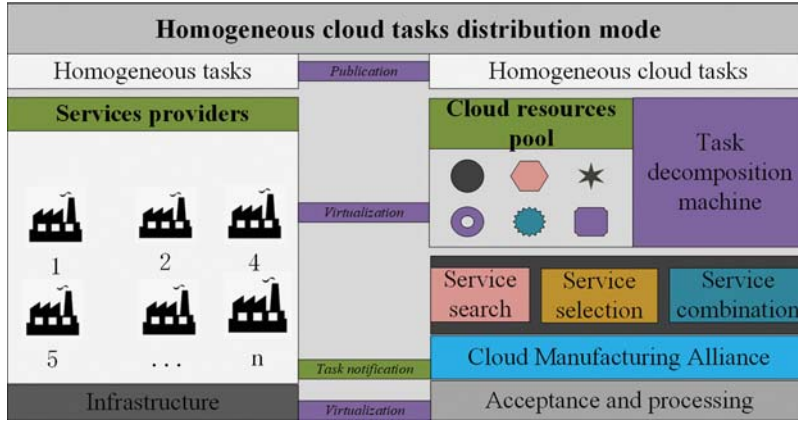 Homogeneous cloud tasks distribution mode
Homogeneous tasks
Publication
Homogeneous cloud tasks
Services providers
Cloud resources
pool
Task
decomposition
machine
Virtualization
1
2
4
5
...
n
Service
search
Service
selection
Service
combination
Task notification
Cloud Manufacturing Alliance
Infrastructure
Virtualization
Acceptance and processing